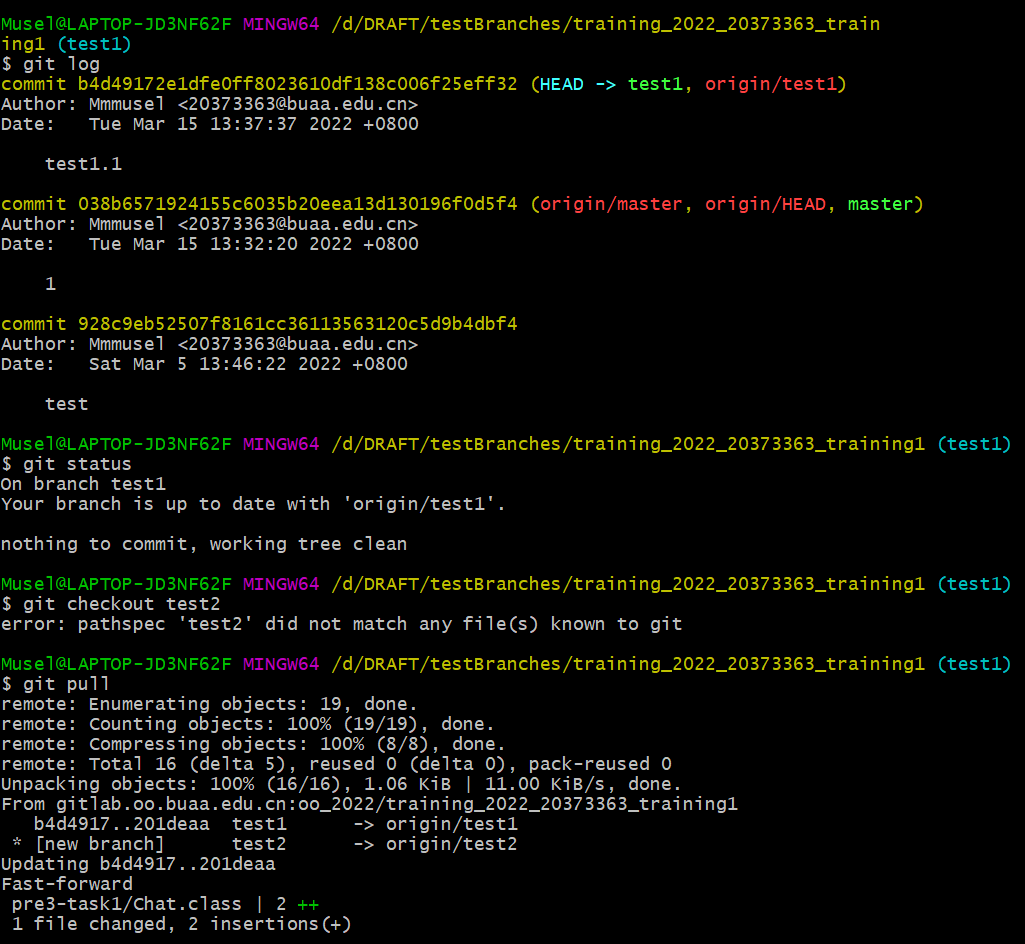 Musel@LAPTOP-JD3NF62F MINGW64 /d/DRAFT/testBranches/training_2022_20373363_train
ing1 (test1)
$ git log
commit b4d49172e1dfe0ff8023610df138c006f25eff32 (HEAD -> test1, origin/test1)
Author: Mmmusel <20373363@buaa.edu.cn>
Date:   Tue Mar 15 13:37:37 2022 +0800

    test1.1

commit 038b6571924155c6035b20eea13d130196f0d5f4 (origin/master, origin/HEAD, master)
Author: Mmmusel <20373363@buaa.edu.cn>
Date:   Tue Mar 15 13:32:20 2022 +0800

    1

commit 928c9eb52507f8161cc36113563120c5d9b4dbf4
Author: Mmmusel <20373363@buaa.edu.cn>
Date:   Sat Mar 5 13:46:22 2022 +0800

    test

Musel@LAPTOP-JD3NF62F MINGW64 /d/DRAFT/testBranches/training_2022_20373363_training1 (test1)
$ git status
On branch test1
Your branch is up to date with 'origin/test1'.

nothing to commit, working tree clean

Musel@LAPTOP-JD3NF62F MINGW64 /d/DRAFT/testBranches/training_2022_20373363_training1 (test1)
$ git checkout test2
error: pathspec 'test2' did not match any file(s) known to git

Musel@LAPTOP-JD3NF62F MINGW64 /d/DRAFT/testBranches/training_2022_20373363_training1 (test1)
$ git pull
remote: Enumerating objects: 19, done.
remote: Counting objects: 100% (19/19), done.
remote: Compressing objects: 100% (8/8), done.
remote: Total 16 (delta 5), reused 0 (delta 0), pack-reused 0
Unpacking objects: 100% (16/16), 1.06 KiB | 11.00 KiB/s, done.
From gitlab.oo.buaa.edu.cn:oo_2022/training_2022_20373363_training1
   b4d4917..201deaa  test1      -> origin/test1
 * [new branch]      test2      -> origin/test2
Updating b4d4917..201deaa
Fast-forward
 pre3-task1/Chat.class | 2 ++
 1 file changed, 2 insertions(+)